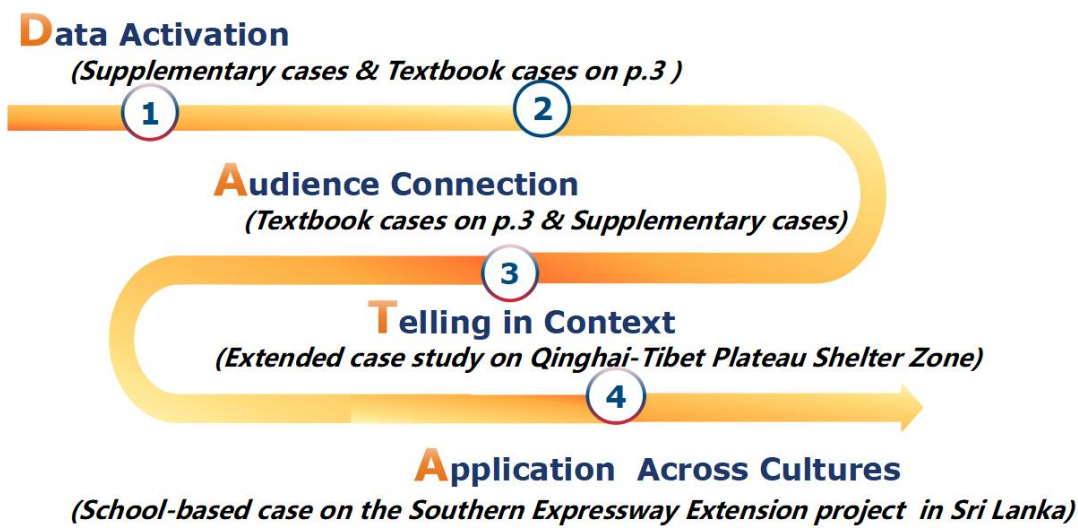 Data Activation
(Supplementary cases & Textbook cases on p.3 )
1
2
Audience Connection
(Textbook cases on p.3 & Supplementary cases)
3
Telling in Context
(Extended case study on Qinghai-Tibet Plateau Shelter Zone)
4
Application Across Cultures
(School-based case on the Southern Expressway Extension project in Sri Lanka)